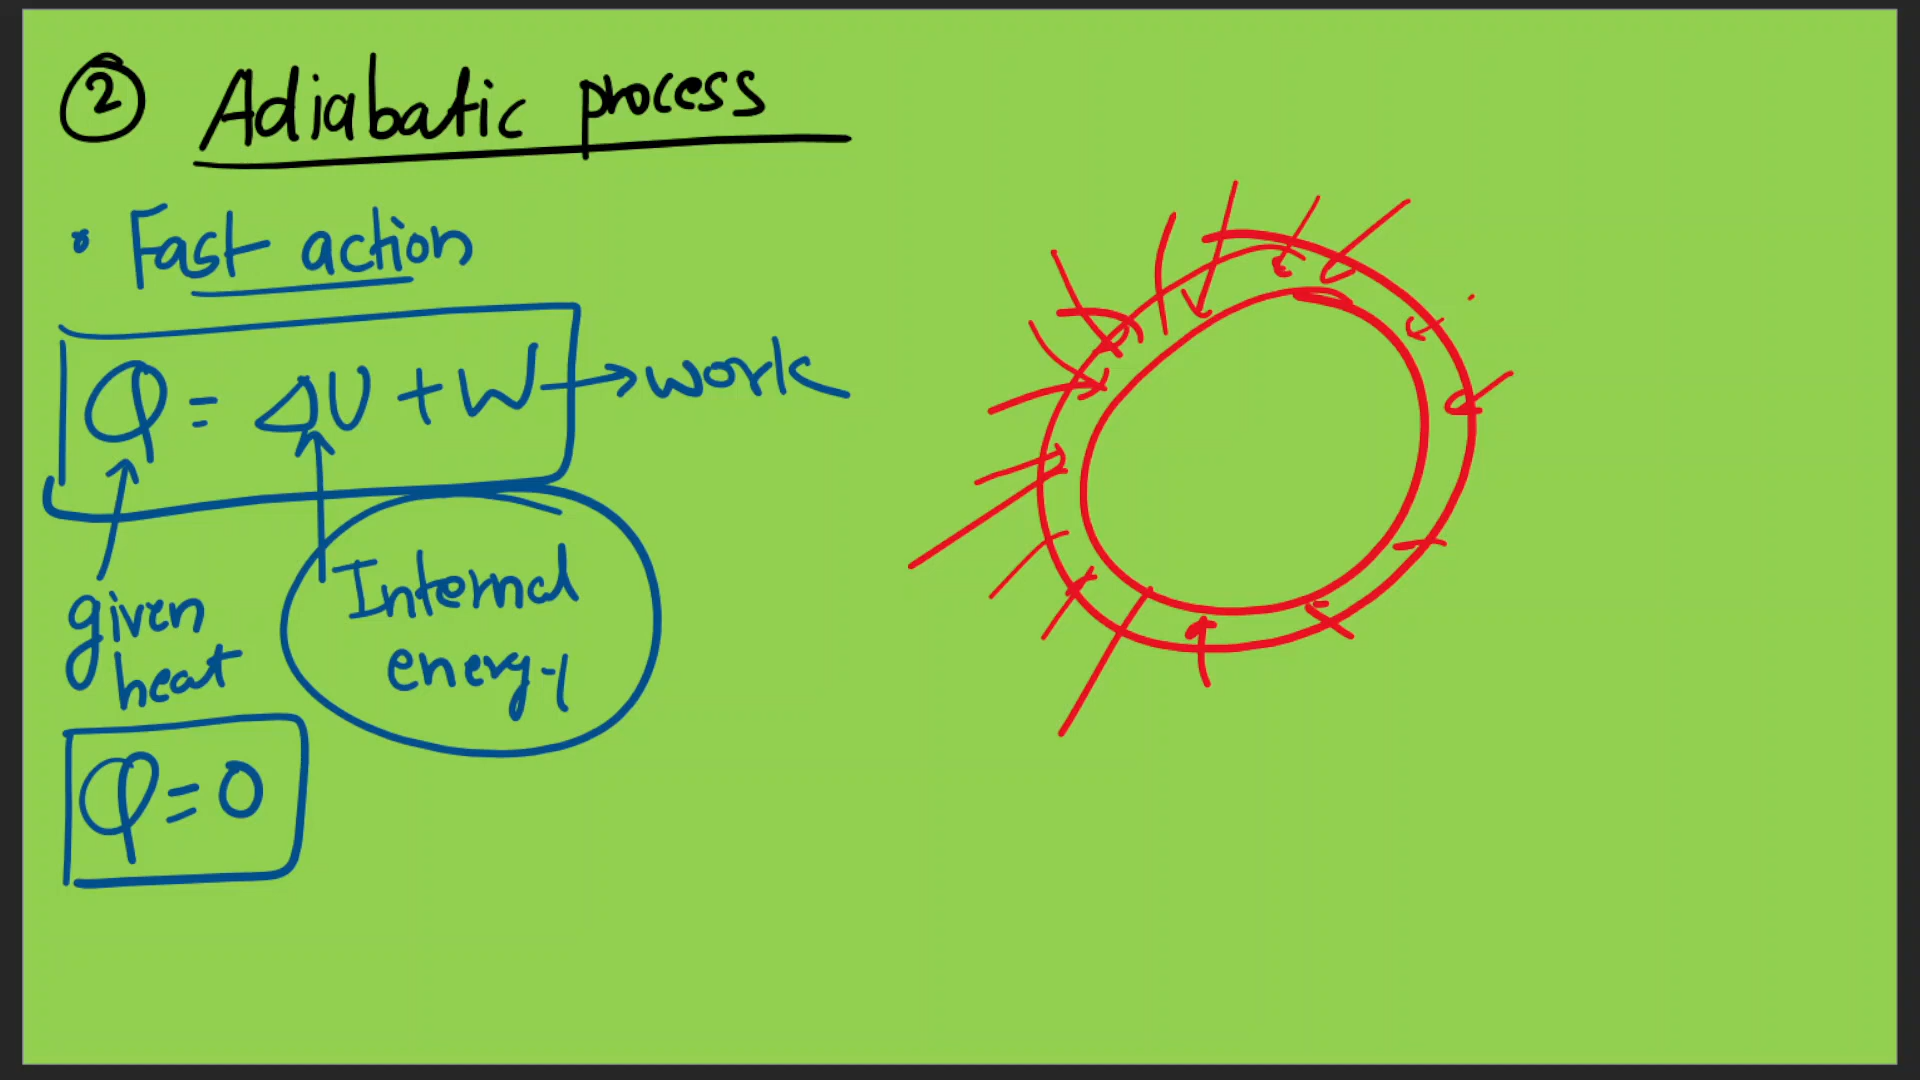 ② Adiabatic process
• Fast action
Q = ΔU + W → work
given
heat
Internal
energy
Q = 0